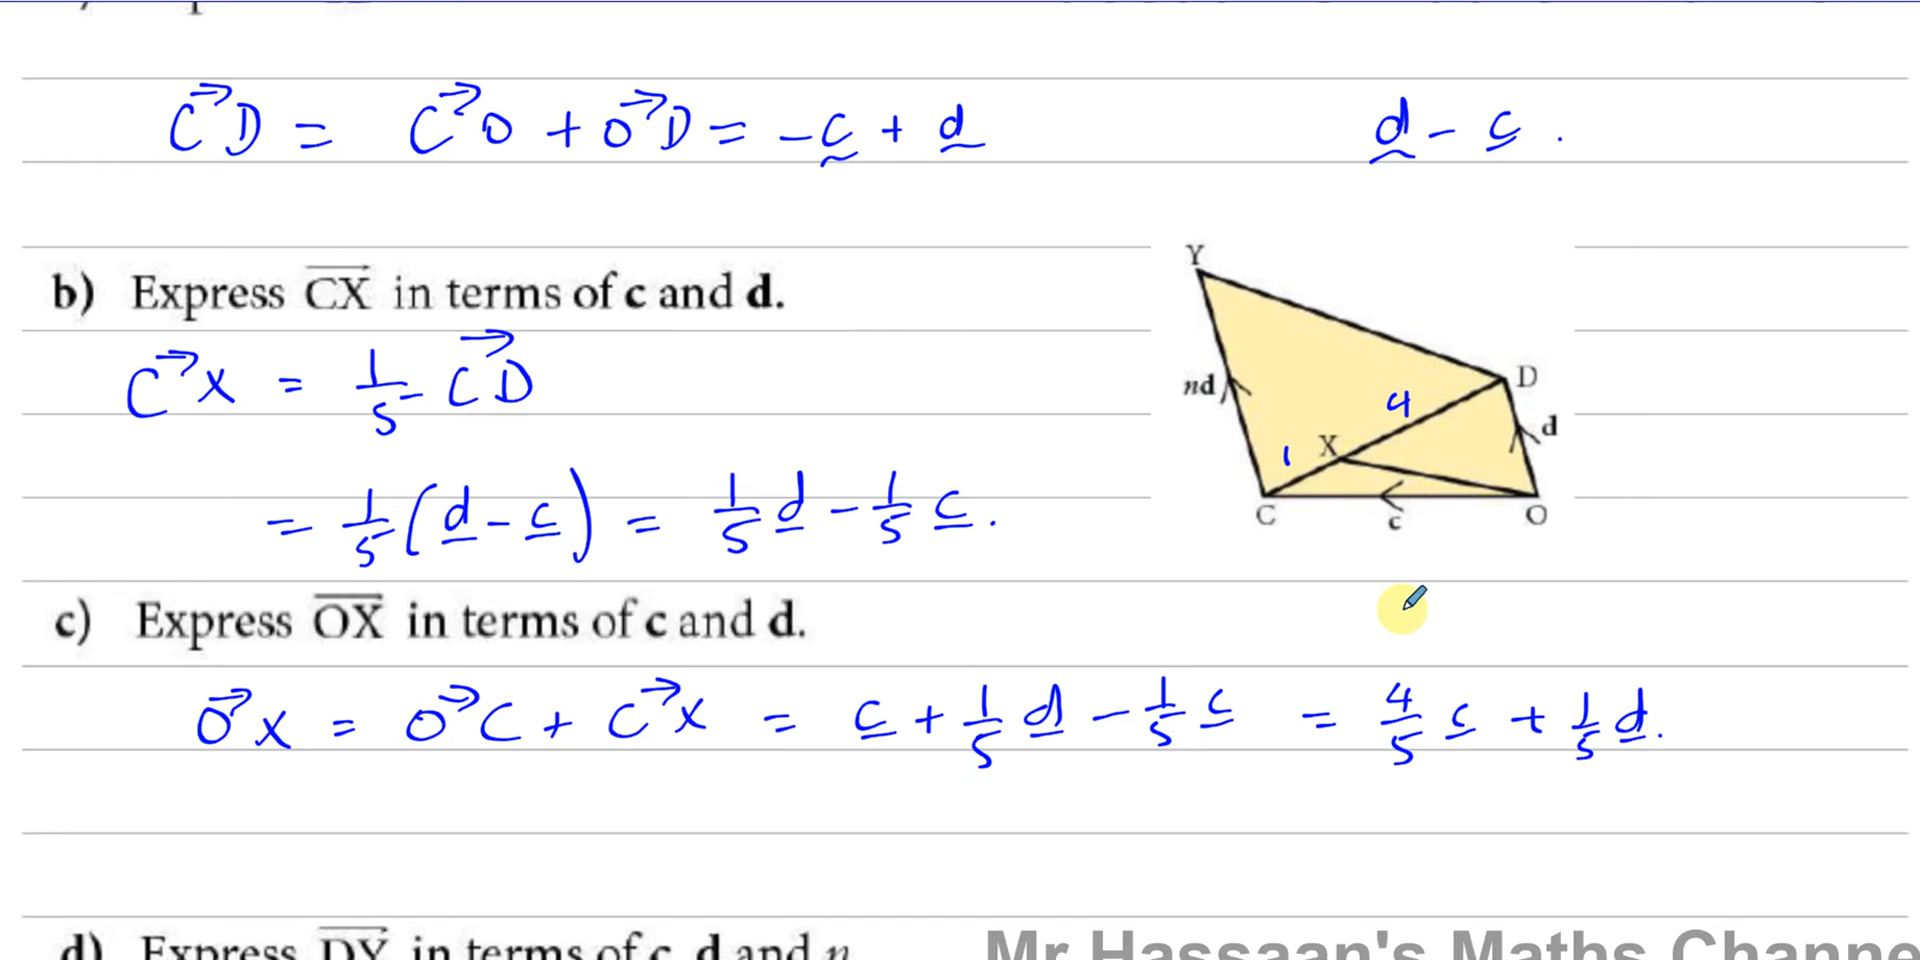 C⃗D = C⃗O + O⃗D = -c + d    d - c .
b) Express C⃗X in terms of c and d.
C⃗X = 1/5 C⃗D
= 1/5 (d - c) = 1/5 d - 1/5 c.
Y
nd
4
D
d
1
X
C
c
O
c) Express O⃗X in terms of c and d.
O⃗X = O⃗C + C⃗X = c + 1/5 d - 1/5 c = 4/5 c + 1/5 d.
d) Express D⃗Y in terms of c, d and n
Mr Hassaan's Maths Channe